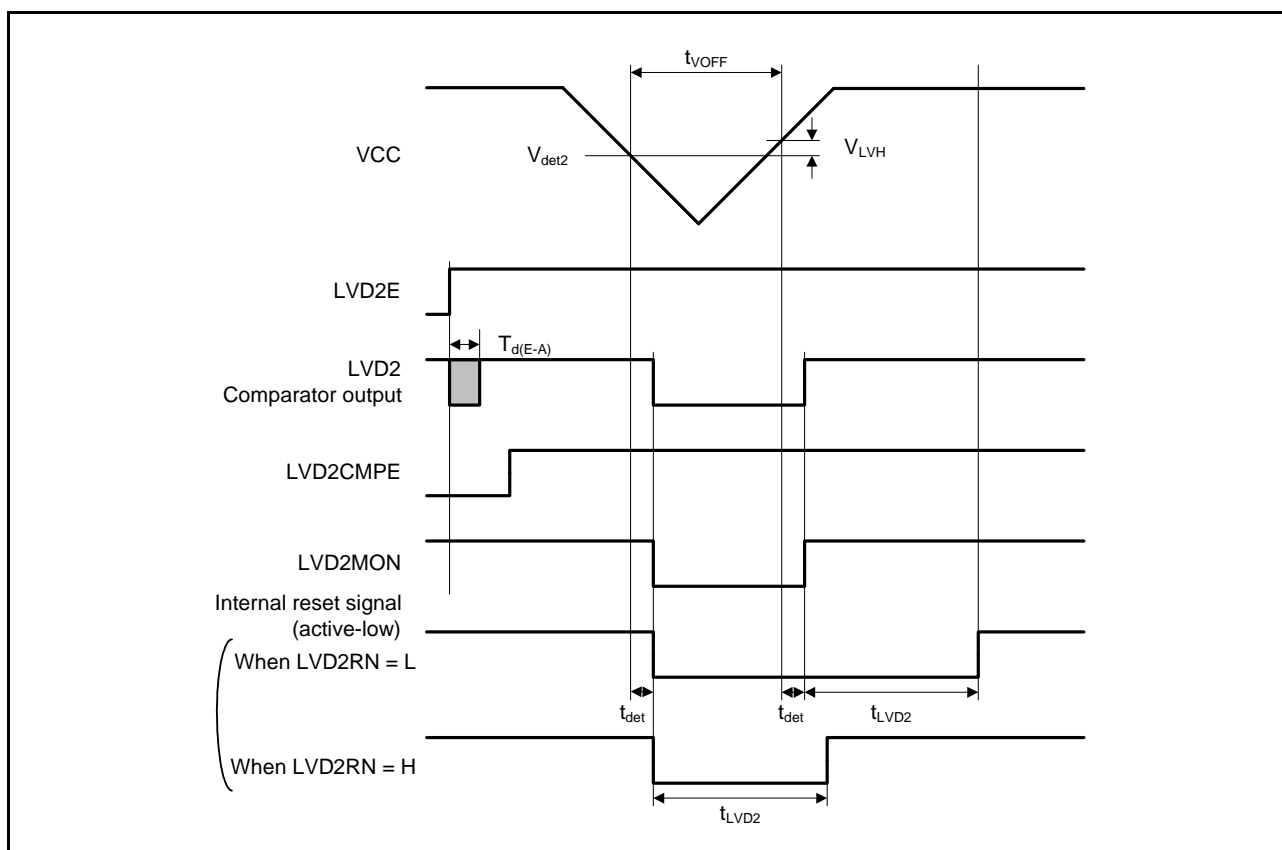 tVOFF
VCC
Vdet2
VLVH
LVD2E
Td(E-A)
LVD2
Comparator output
LVD2CMPE
LVD2MON
Internal reset signal
(active-low)
When LVD2RN = L
tdet
tdet
tLVD2
When LVD2RN = H
tLVD2